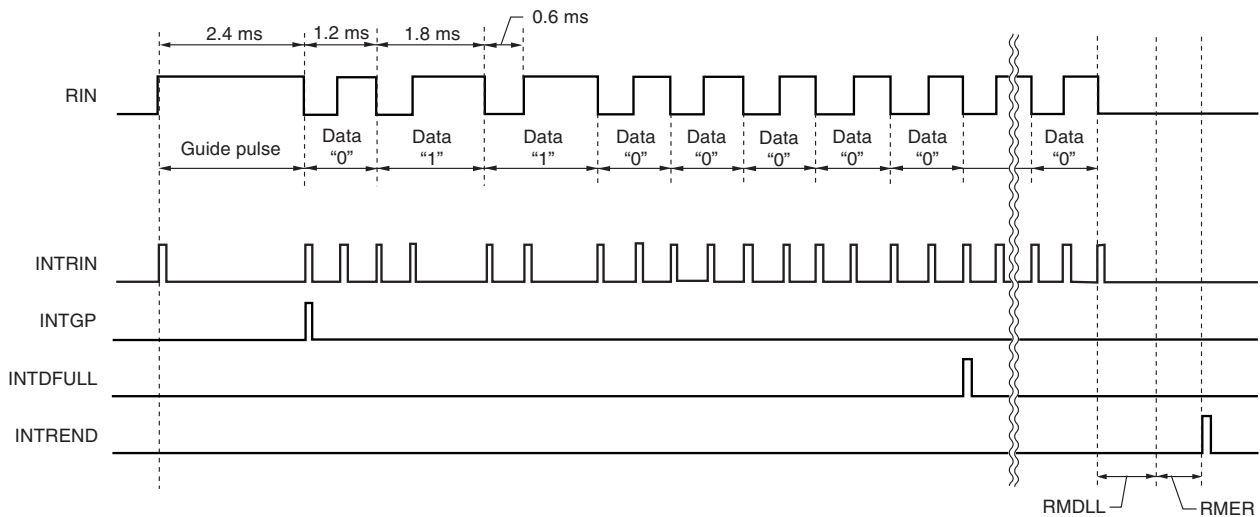 0.6 ms
2.4 ms 1.2 ms 1.8 ms
RIN
Guide pulse Data “0” Data “1” Data “1” Data “0” Data “0” Data “0” Data “0” Data “0” Data “0”
INTRIN
INTGP
INTDFULL
INTREND
RMDLL RMER